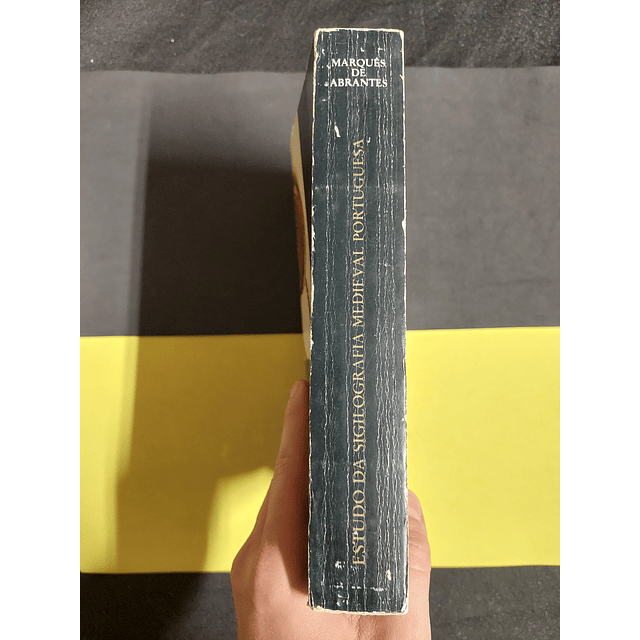 MARQUÊS
DE
ABRANTES
ESTUDO DA SIGILOGRAFIA MEDIEVAL PORTUGUESA